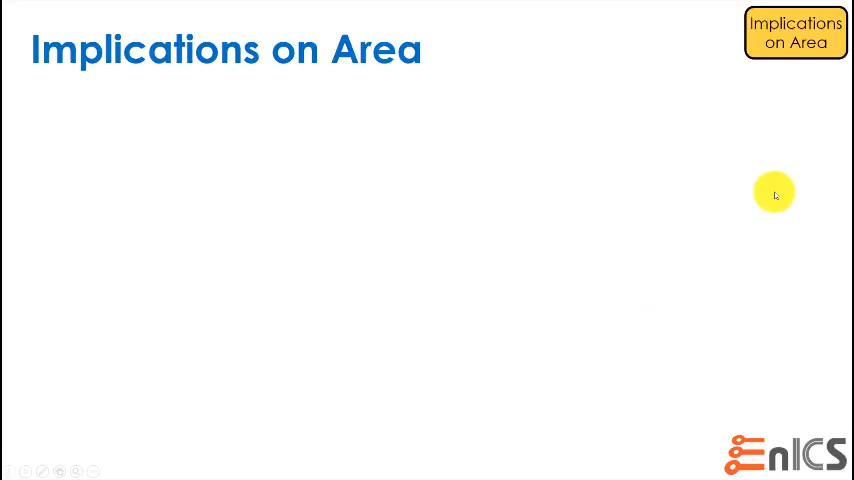 Implications on Area
Implications
on Area
EnICS